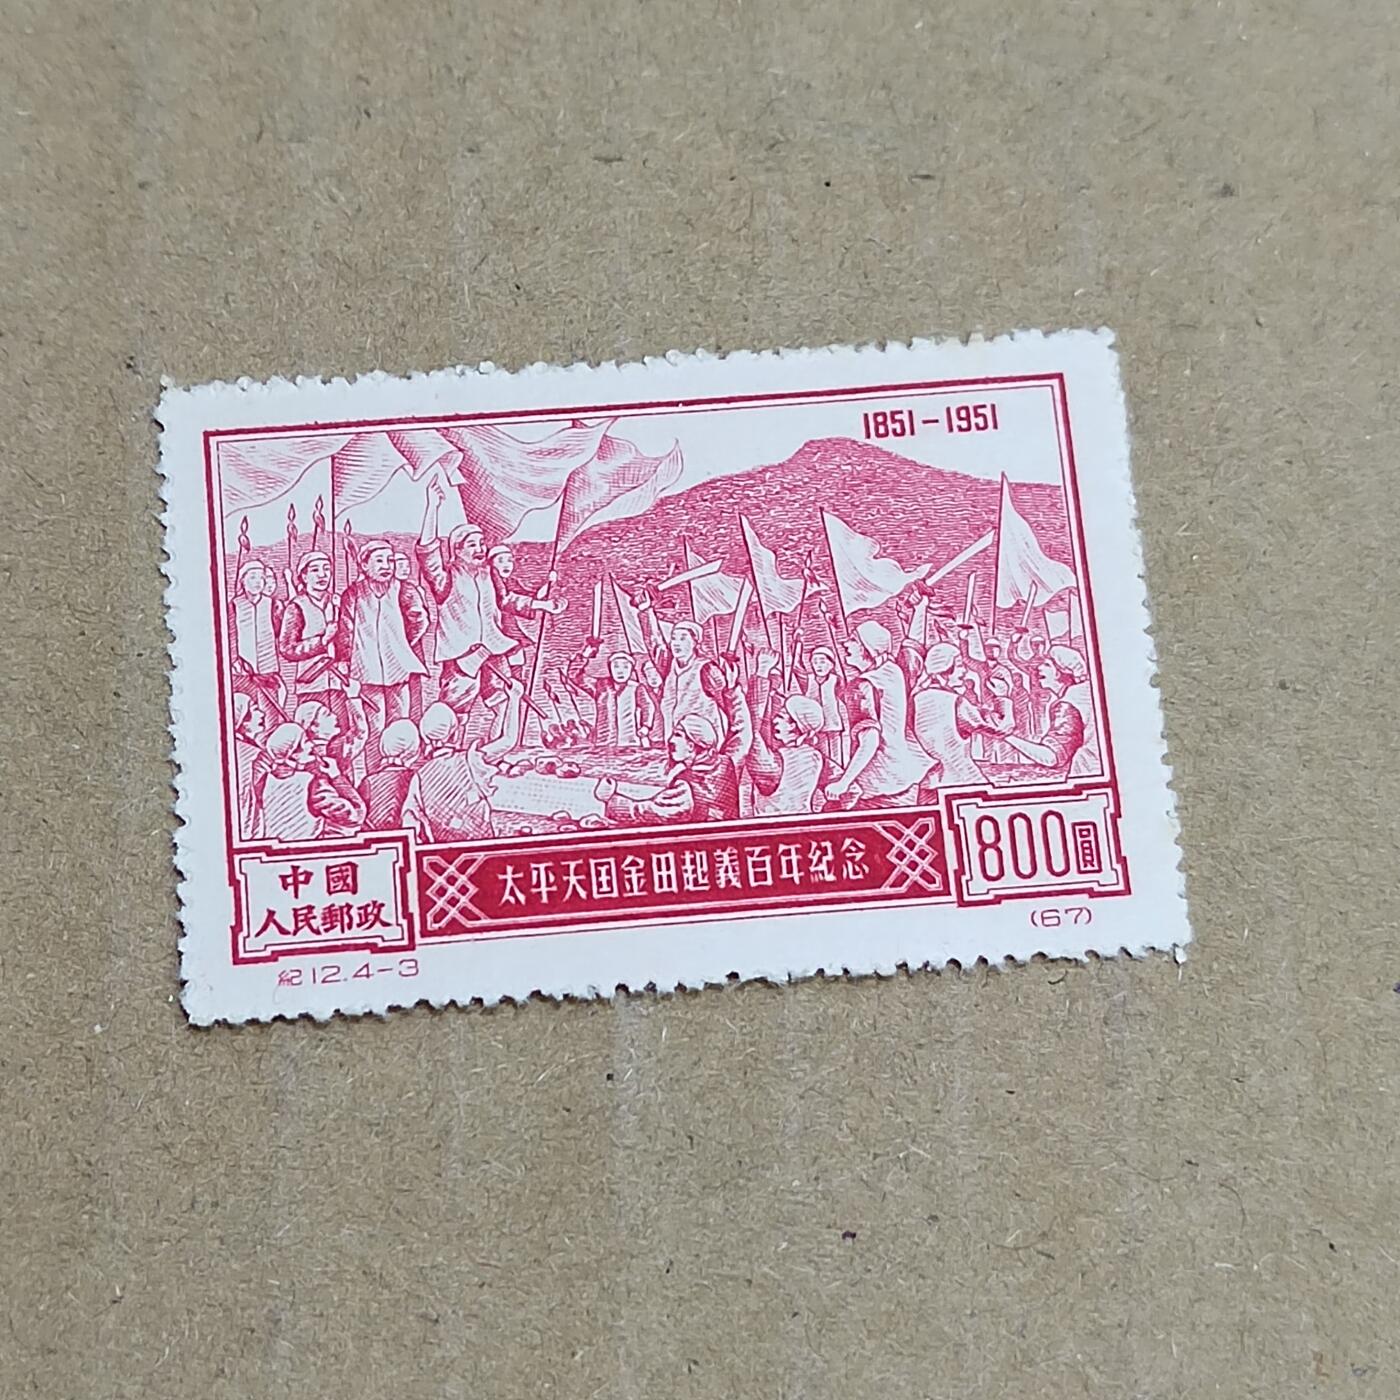 1851-1951
中國
人民郵政
太平天囯金田起義百年紀念
800圓
紀12.4-3
(67)